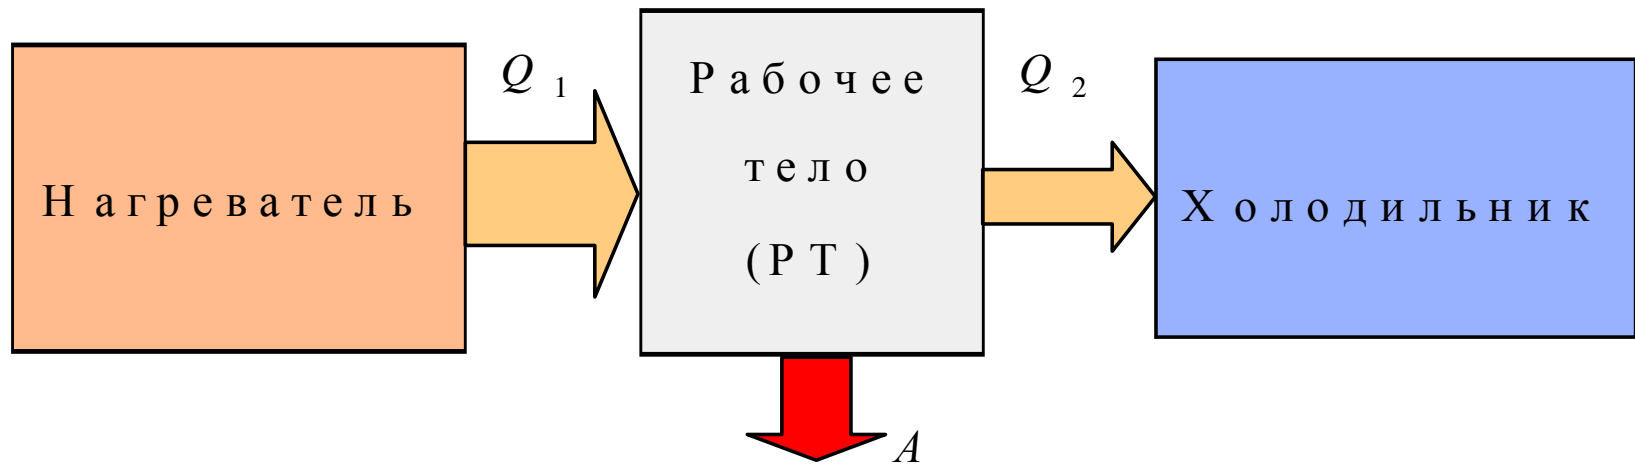 Нагреватель
Q 1
Рабочее
тело
(РТ)
Q 2
Холодильник
A